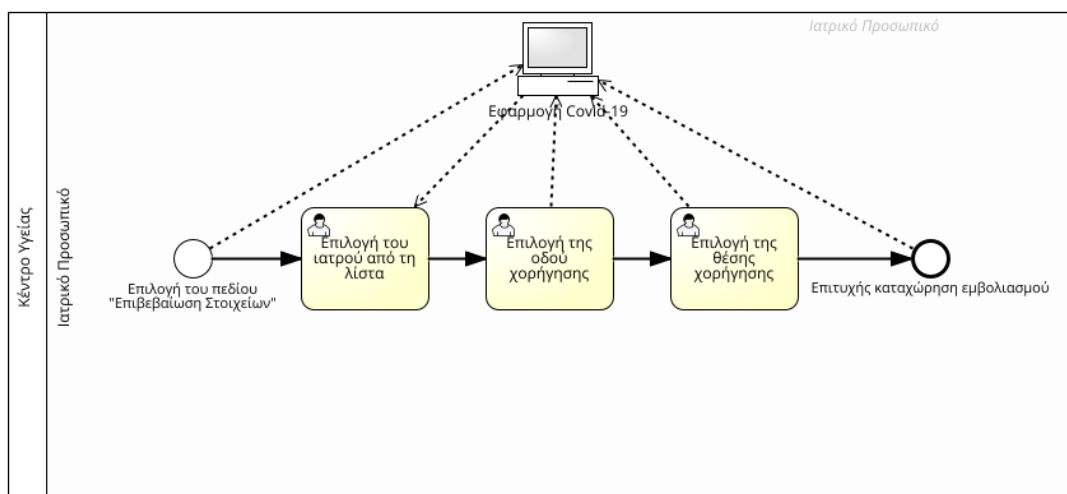 Κέντρο Υγείας
Ιατρικό Προσωπικό
Ιατρικό Προσωπικό
Εφαρμογή Covid-19
Επιλογή του πεδίου
"Επιβεβαίωση Στοιχείων"
Επιλογή του
ιατρού από τη
λίστα
Επιλογή της
οδού
χορήγησης
Επιλογή της
θέσης
χορήγησης
Επιτυχής καταχώρηση εμβολιασμού